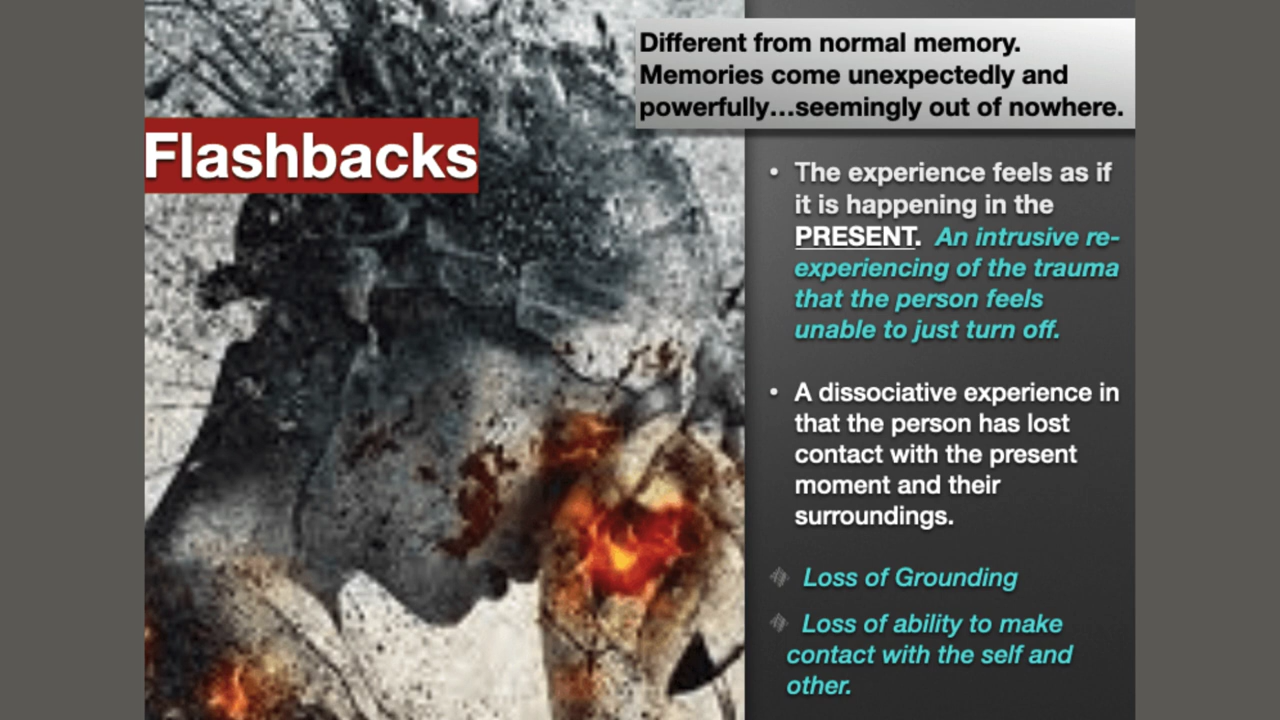 Different from normal memory.
Memories come unexpectedly and
powerfully…seemingly out of nowhere.
Flashbacks
• The experience feels as if
it is happening in the
PRESENT. An intrusive re-
experiencing of the trauma
that the person feels
unable to just turn off.
• A dissociative experience in
that the person has lost
contact with the present
moment and their
surroundings.
Loss of Grounding
Loss of ability to make
contact with the self and
other.